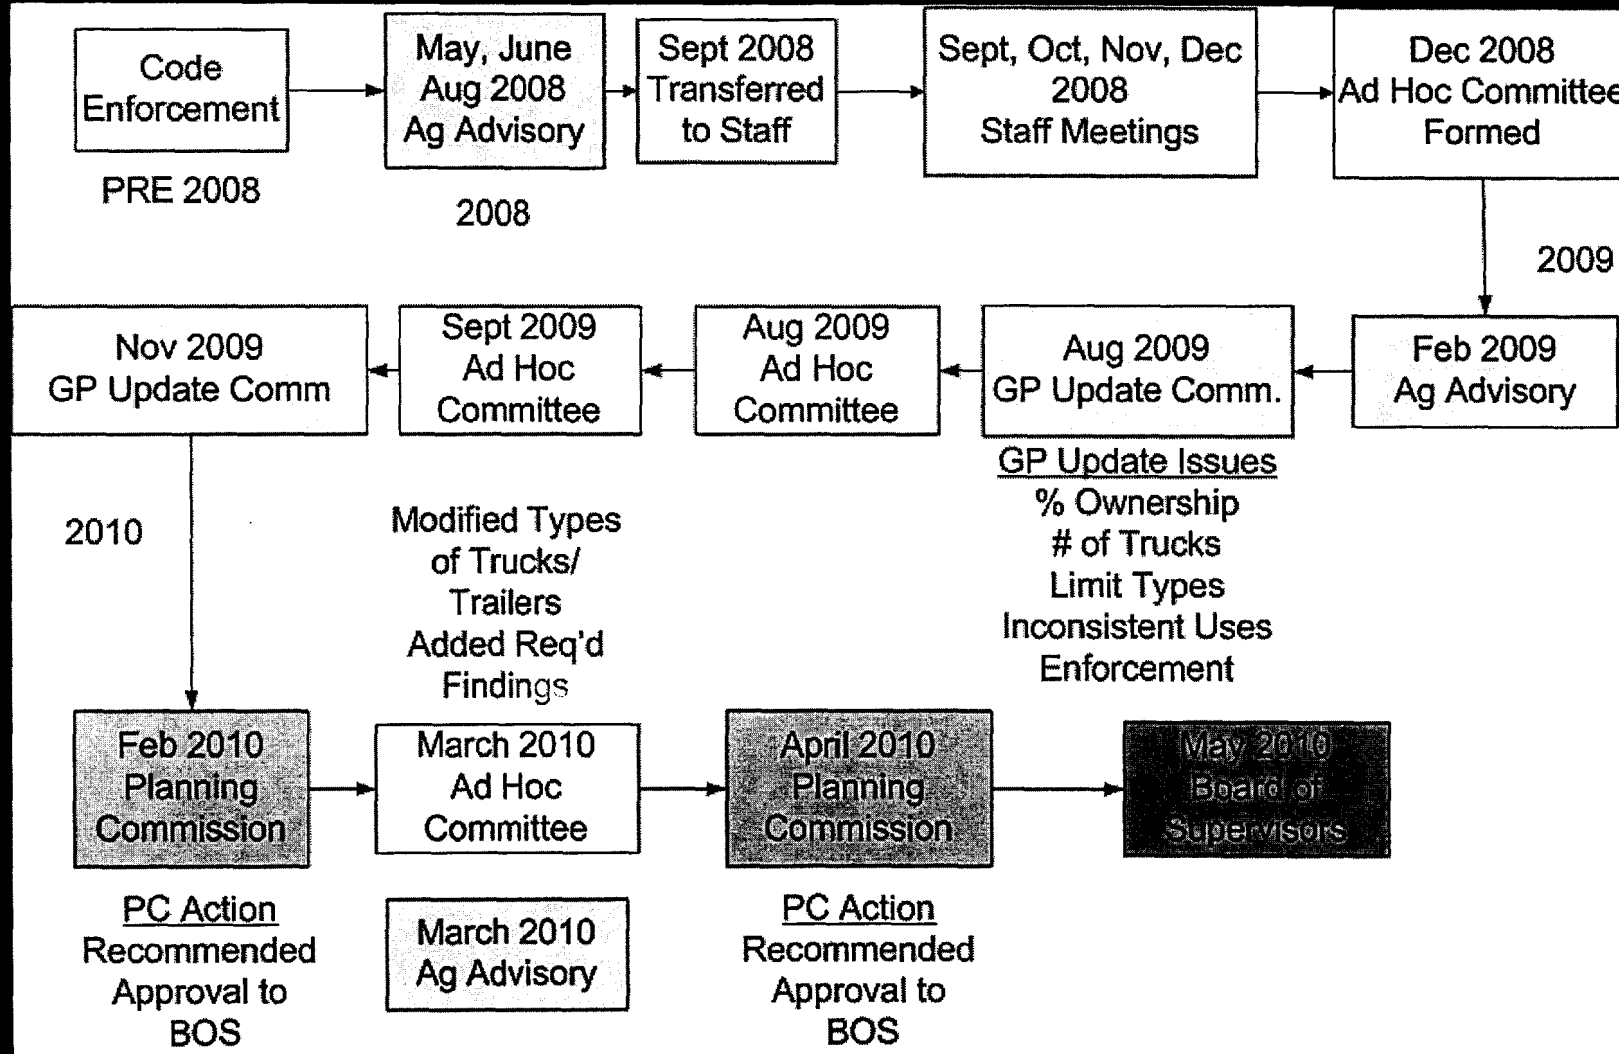 Code
Enforcement
PRE 2008
May, June
Aug 2008
Ag Advisory
2008
Sept 2008
Transferred
to Staff
Sept, Oct, Nov, Dec
2008
Staff Meetings
Dec 2008
Ad Hoc Committee
Formed
2009
Feb 2009
Ag Advisory
Aug 2009
GP Update Comm.
GP Update Issues
% Ownership
# of Trucks
Limit Types
Inconsistent Uses
Enforcement
Aug 2009
Ad Hoc
Committee
Sept 2009
Ad Hoc
Committee
Nov 2009
GP Update Comm
2010
Feb 2010
Planning
Commission
PC Action
Recommended
Approval to
BOS
Modified Types
of Trucks/
Trailers
Added Req'd
Findings
March 2010
Ad Hoc
Committee
March 2010
Ag Advisory
April 2010
Planning
Commission
PC Action
Recommended
Approval to
BOS
May 2010
Board of
Supervisors